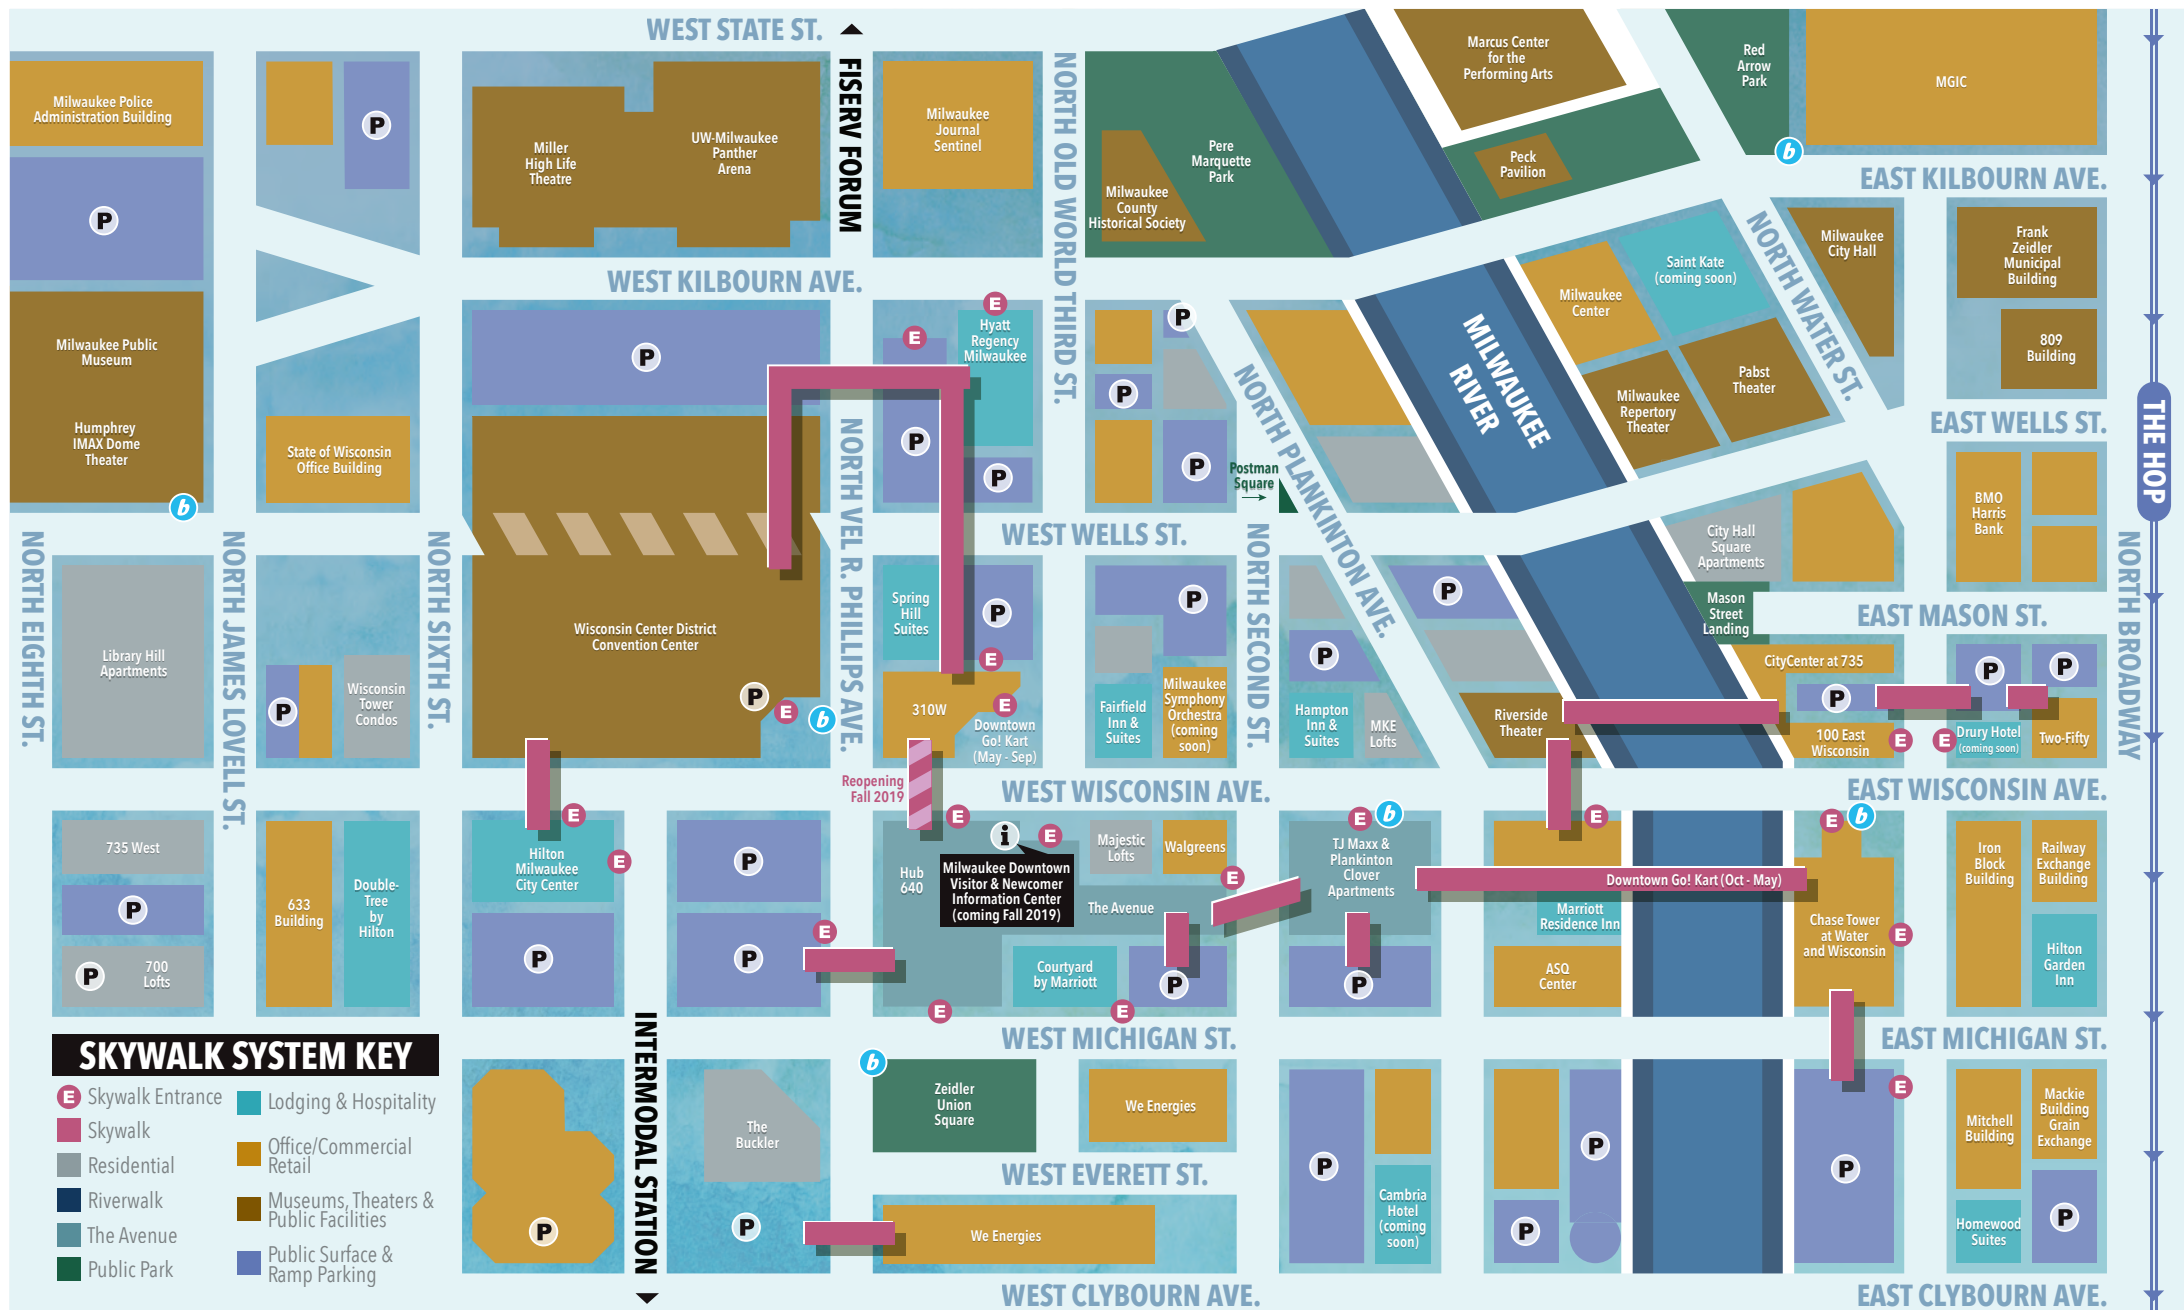 WEST STATE ST.
FISERV FORUM
NORTH OLD WORLD THIRD ST.
Milwaukee Police
Administration Building
P
P
Miller
High Life
Theatre
UW-Milwaukee
Panther
Arena
Milwaukee
Journal
Sentinel
Milwaukee
County
Historical Society
Pere
Marquette
Park
Marcus Center
for the
Performing Arts
Peck
Pavilion
Red
Arrow
Park
MGIC
b
EAST KILBOURN AVE.
WEST KILBOURN AVE.
Milwaukee Public
Museum
Humphrey
IMAX Dome
Theater
b
State of Wisconsin
Office Building
P
E
E
Hyatt
Regency
Milwaukee
P
P
P
P
P
Postman
Square
NORTH PLANKINTON AVE.
MILWAUKEE
RIVER
Milwaukee
Center
Saint Kate
(coming soon)
Milwaukee
Repertory
Theater
Pabst
Theater
NORTH WATER ST.
Milwaukee
City Hall
Frank
Zeidler
Municipal
Building
809
Building
EAST WELLS ST.
THE HOP
BMO
Harris
Bank
City Hall
Square
Apartments
Mason
Street
Landing
EAST MASON ST.
NORTH BROADWAY
WEST WELLS ST.
NORTH EIGHTH ST.
NORTH JAMES LOVELL ST.
NORTH SIXTH ST.
NORTH VEL R. PHILLIPS AVE.
NORTH SECOND ST.
Library Hill
Apartments
P
Wisconsin
Tower
Condos
Wisconsin Center District
Convention Center
P
E
b
Spring
Hill
Suites
P
E
310W
E
Downtown
Go! Kart
(May - Sep)
P
Fairfield
Inn &
Suites
Milwaukee
Symphony
Orchestra
(coming
soon)
P
Hampton
Inn &
Suites
MKE
Lofts
P
Riverside
Theater
CityCenter at 735
P
100 East
Wisconsin
E
P
P
E
Drury Hotel
(coming soon)
Two-Fifty
Reopening
Fall 2019
WEST WISCONSIN AVE.
EAST WISCONSIN AVE.
735 West
P
P
700
Lofts
633
Building
Double-
Tree
by
Hilton
E
Hilton
Milwaukee
City Center
E
P
P
P
E
E
Hub
640
i
E
Milwaukee Downtown
Visitor & Newcomer
Information Center
(coming Fall 2019)
Majestic
Lofts
Walgreens
E
The Avenue
Courtyard
by Marriott
P
E
E
E
b
TJ Maxx &
Plankinton
Clover
Apartments
P
E
Downtown Go! Kart (Oct - May)
Marriott
Residence Inn
ASQ
Center
E
b
Chase Tower
at Water
and Wisconsin
E
Iron
Block
Building
Railway
Exchange
Building
Hilton
Garden
Inn
WEST MICHIGAN ST.
EAST MICHIGAN ST.
SKYWALK SYSTEM KEY
E Skywalk Entrance
Skywalk
Residential
Riverwalk
The Avenue
Public Park
Lodging & Hospitality
Office/Commercial
Retail
Museums, Theaters &
Public Facilities
Public Surface &
Ramp Parking
P
INTERMODAL STATION
The
Buckler
P
b
Zeidler
Union
Square
We Energies
WEST EVERETT ST.
We Energies
P
Cambria
Hotel
(coming
soon)
P
P
P
E
Mitchell
Building
Mackie
Building
Grain
Exchange
Homewood
Suites
P
WEST CLYBOURN AVE.
EAST CLYBOURN AVE.